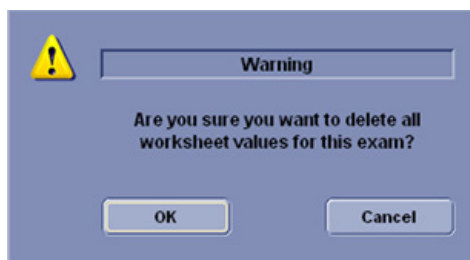 Warning
Are you sure you want to delete all
worksheet values for this exam?
OK
Cancel